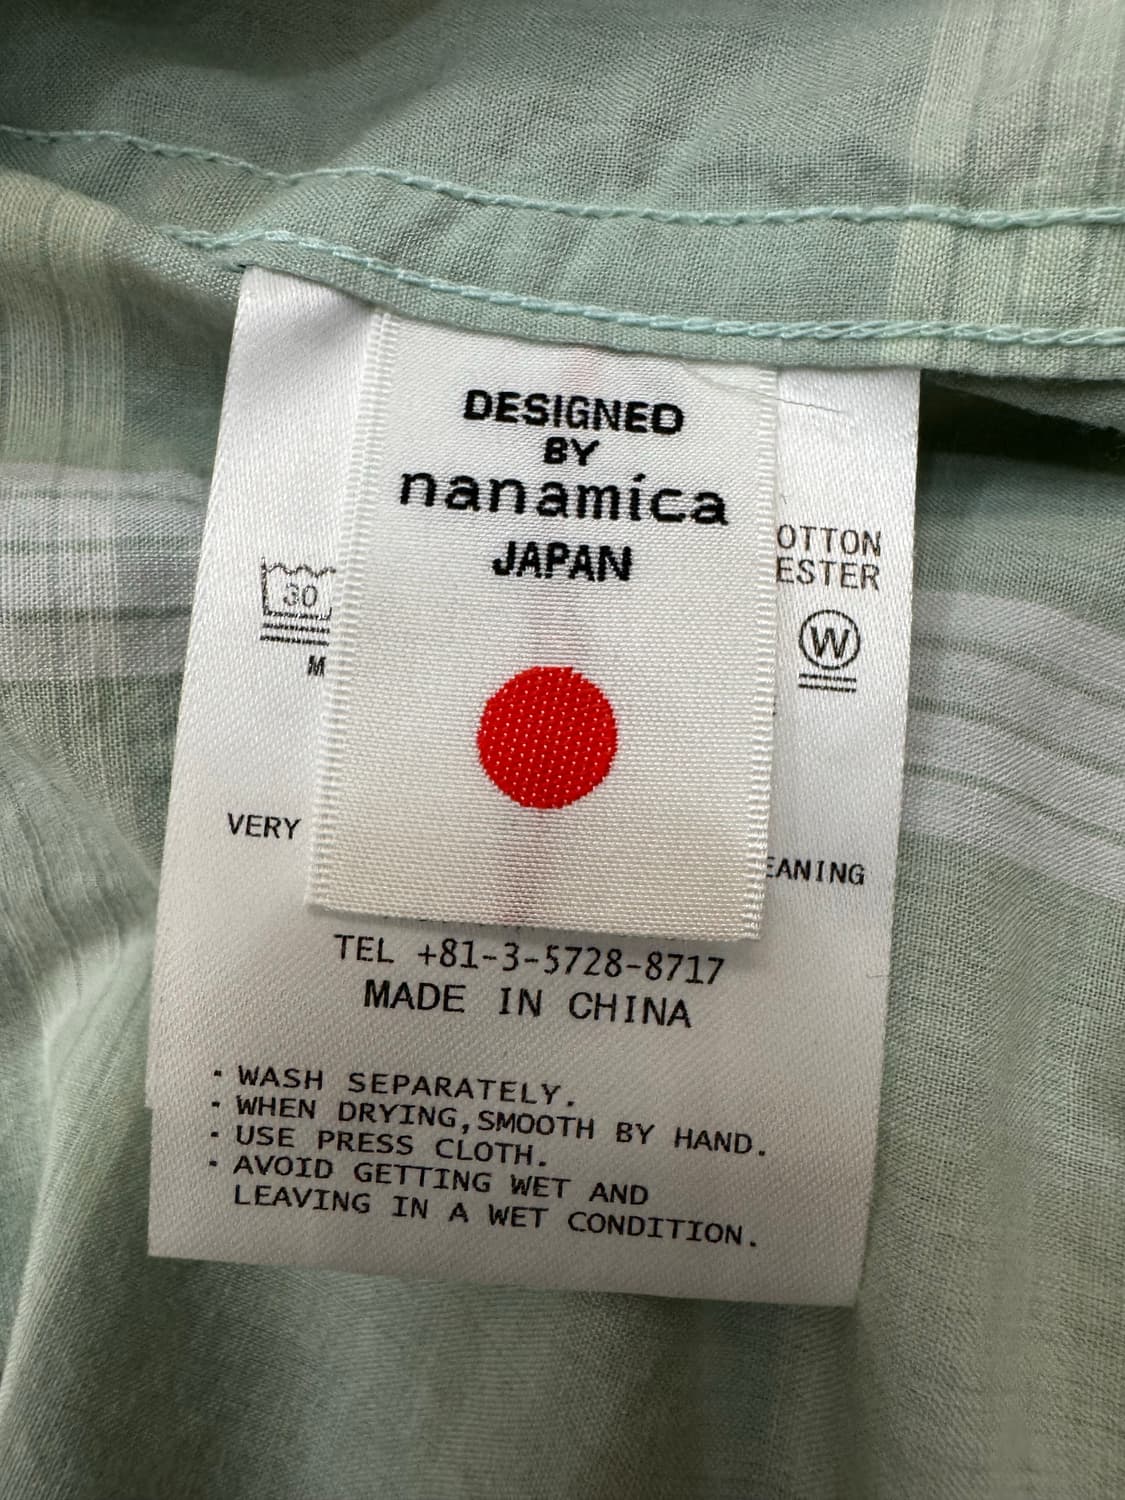 DESIGNED
BY
nanamica
JAPAN
OTTON
ESTER
30
W
M
VERY
EANING
TEL +81-3-5728-8717
MADE IN CHINA
・WASH SEPARATELY.
・WHEN DRYING,SMOOTH BY HAND.
・USE PRESS CLOTH.
・AVOID GETTING WET AND
LEAVING IN A WET CONDITION.